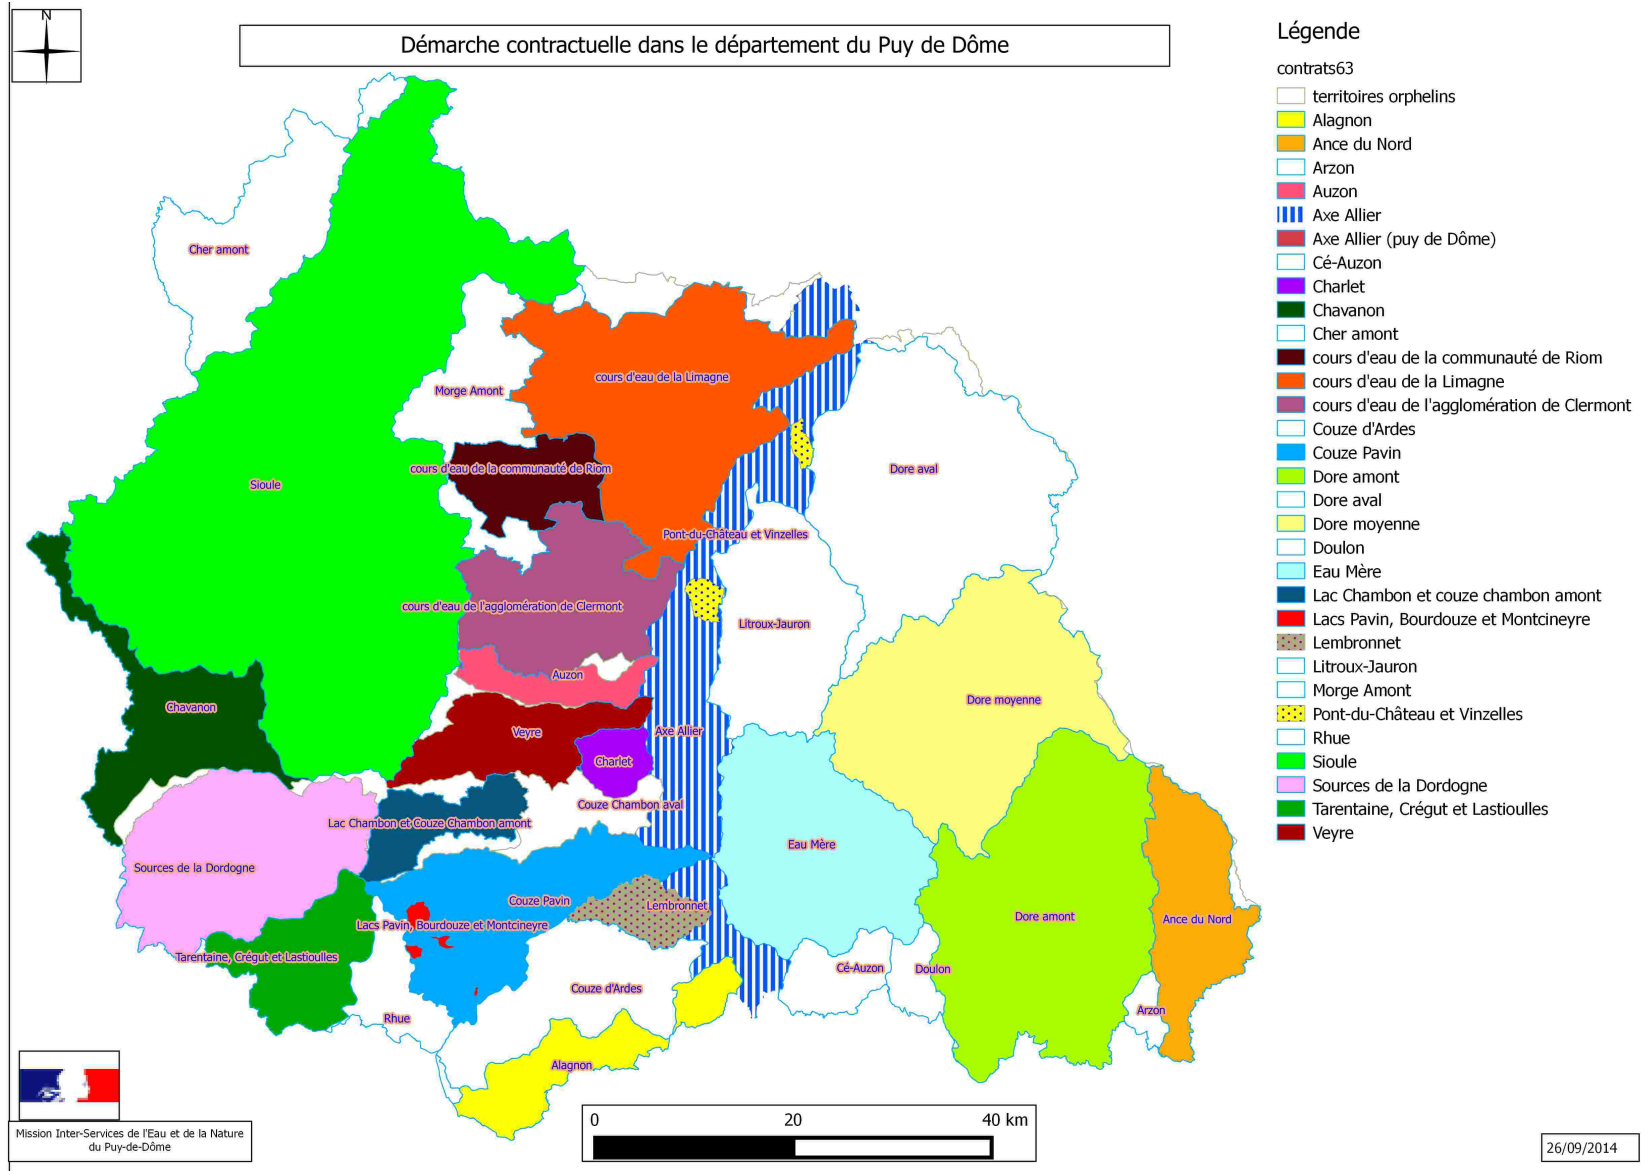 N
Démarche contractuelle dans le département du Puy de Dôme
Légende
contrats63
territoires orphelins
Alagnon
Ance du Nord
Arzon
Auzon
Axe Allier
Axe Allier (puy de Dôme)
Cé-Auzon
Charlet
Chavanon
Cher amont
cours d'eau de la communauté de Riom
cours d'eau de la Limagne
cours d'eau de l'agglomération de Clermont
Couze d'Ardes
Couze Pavin
Dore amont
Dore aval
Dore moyenne
Doulon
Eau Mère
Lac Chambon et couze chambon amont
Lacs Pavin, Bourdouze et Montcineyre
Lembronnet
Litroux-Jauron
Morge Amont
Pont-du-Château et Vinzelles
Rhue
Sioule
Sources de la Dordogne
Tarentaine, Crégut et Lastioulles
Veyre
Cher amont
cours d'eau de la Limagne
Morge Amont
cours d'eau de la communauté de Riom
Dore aval
Sioule
Pont-du-Château et Vinzelles
cours d'eau de l'agglomération de Clermont
Litroux-Jauron
Auzon
Dore moyenne
Chavanon
Veyre
Axe Allier
Charlet
Couze Chambon aval
Lac Chambon et Couze Chambon amont
Eau Mère
Sources de la Dordogne
Couze Pavin
Lembronnet
Dore amont
Ance du Nord
Lacs Pavin, Bourdouze et Montcineyre
Tarentaine, Crégut et Lastioulles
Cé-Auzon
Doulon
Couze d'Ardes
Arzon
Rhue
Alagnon
0 20 40 km
Mission Inter-Services de l'Eau et de la Nature
du Puy-de-Dôme
26/09/2014